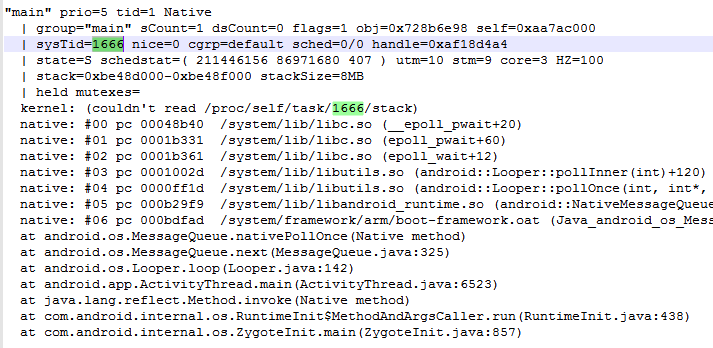 "main" prio=5 tid=1 Native
| group="main" sCount=1 dsCount=0 flags=1 obj=0x728b6e98 self=0xaa7ac000
| sysTid=1666 nice=0 cgrp=default sched=0/0 handle=0xaf18d4a4
| state=S schedstat=( 211446156 86971680 407 ) utm=10 stm=9 core=3 HZ=100
| stack=0xbe48d000-0xbe48f000 stackSize=8MB
| held mutexes=
kernel: (couldn't read /proc/self/task/1666/stack)
native: #00 pc 00048b40 /system/lib/libc.so (__epoll_pwait+20)
native: #01 pc 0001b331 /system/lib/libc.so (epoll_pwait+60)
native: #02 pc 0001b361 /system/lib/libc.so (epoll_wait+12)
native: #03 pc 0001002d /system/lib/libutils.so (android::Looper::pollInner(int)+120)
native: #04 pc 0000ff1d /system/lib/libutils.so (android::Looper::pollOnce(int, int*,
native: #05 pc 000b29f9 /system/lib/libandroid_runtime.so (android::NativeMessageQueue
native: #06 pc 000bdfad /system/framework/arm/boot-framework.oat (Java_android_os_Mess
at android.os.MessageQueue.nativePollOnce(Native method)
at android.os.MessageQueue.next(MessageQueue.java:325)
at android.os.Looper.loop(Looper.java:142)
at android.app.ActivityThread.main(ActivityThread.java:6523)
at java.lang.reflect.Method.invoke(Native method)
at com.android.internal.os.RuntimeInit$MethodAndArgsCaller.run(RuntimeInit.java:438)
at com.android.internal.os.ZygoteInit.main(ZygoteInit.java:857)